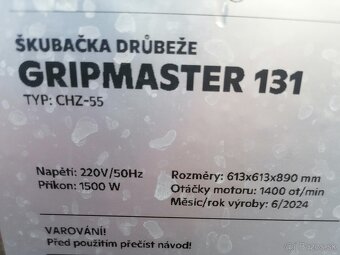 ŠKUBAČKA DRŮBEŽE
GRIPMASTER 131
TYP: CHZ-55
Napětí: 220V/50Hz
Příkon: 1500 W
Rozměry: 613x613x890 mm
Otáčky motoru: 1400 ot/min
Měsíc/rok výroby: 6/2024
VAROVÁNÍ!
Před použitím přečtěte návod!